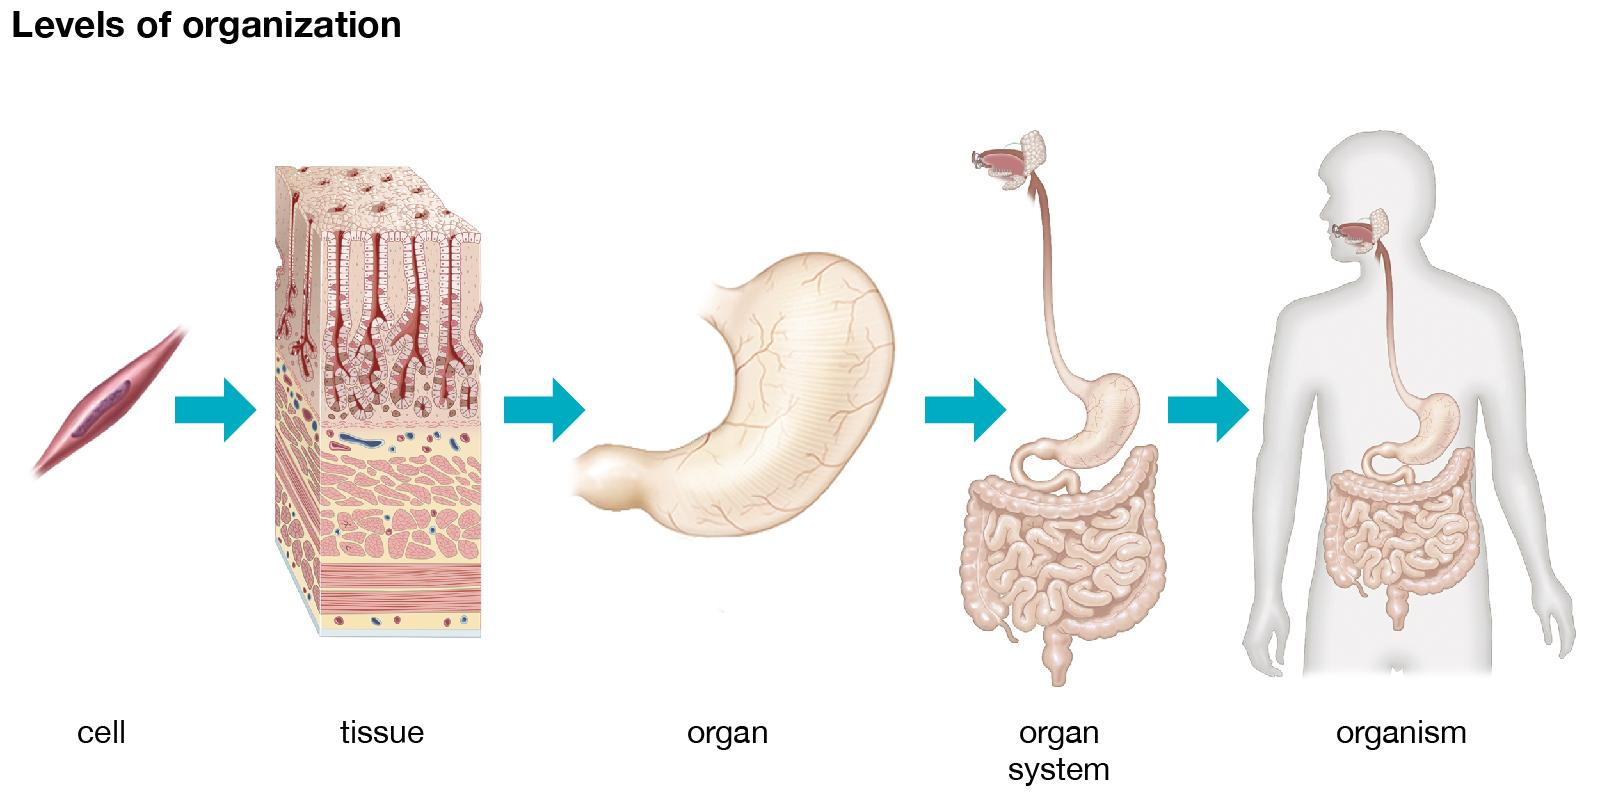 Levels of organization
cell
tissue
organ
organ
system
organism